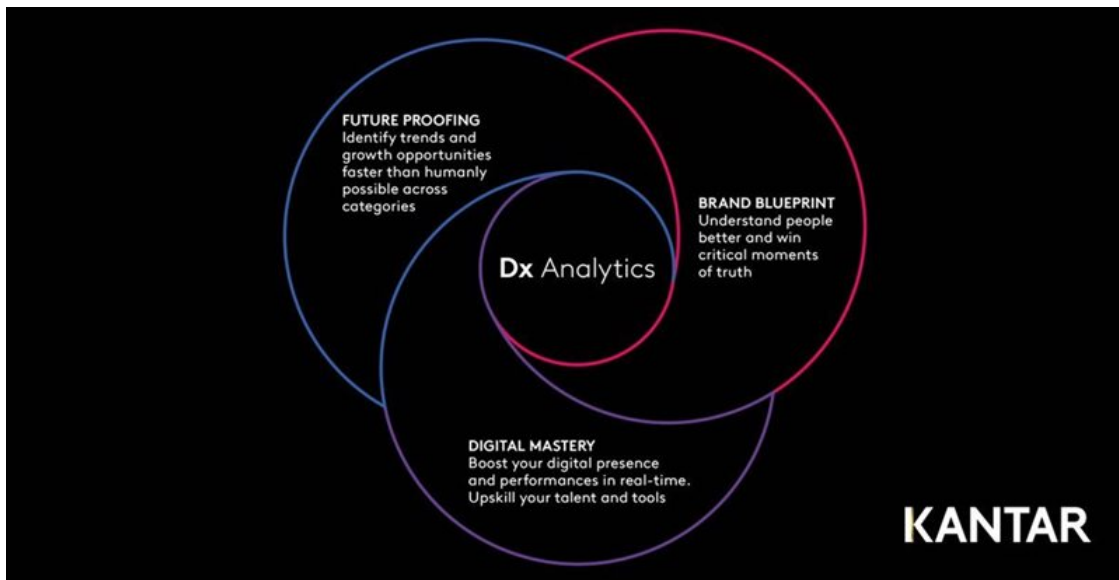 FUTURE PROOFING
Identify trends and
growth opportunities
faster than humanly
possible across
categories
BRAND BLUEPRINT
Understand people
better and win
critical moments
of truth
Dx Analytics
DIGITAL MASTERY
Boost your digital presence
and performances in real-time.
Upskill your talent and tools
KANTAR